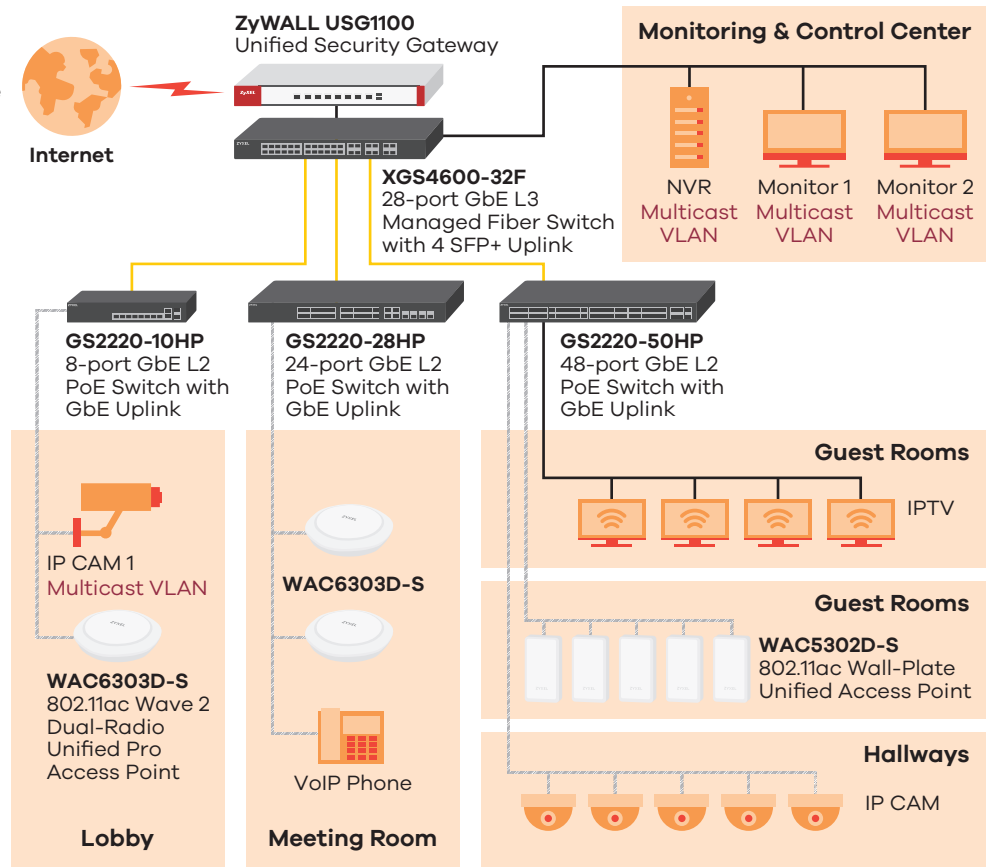 ZyWALL USG1100
Unified Security Gateway
ZyXEL
ZYXEL
Internet
XGS4600-32F
28-port GbE L3
Managed Fiber Switch
with 4 SFP+ Uplink
Monitoring & Control Center
NVR
Multicast
VLAN
Monitor 1
Multicast
VLAN
Monitor 2
Multicast
VLAN
GS2220-10HP
8-port GbE L2
PoE Switch with
GbE Uplink
GS2220-28HP
24-port GbE L2
PoE Switch with
GbE Uplink
GS2220-50HP
48-port GbE L2
PoE Switch with
GbE Uplink
IP CAM 1
Multicast VLAN
ZYXEL
WAC6303D-S
802.11ac Wave 2
Dual-Radio
Unified Pro
Access Point
Lobby
ZYXEL
WAC6303D-S
ZYXEL
VoIP Phone
Meeting Room
Guest Rooms
IPTV
Guest Rooms
WAC5302D-S
802.11ac Wall-Plate
Unified Access Point
Hallways
IP CAM